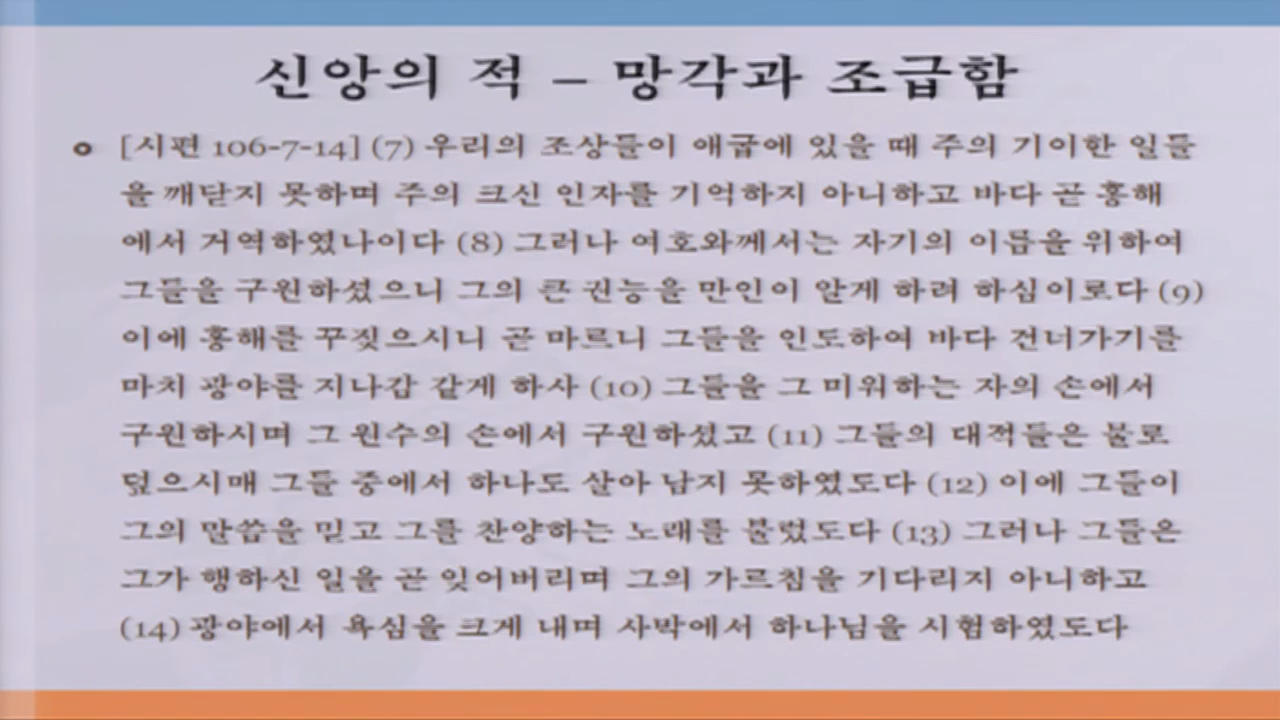 신앙의 적 – 망각과 조급함
[시편 106-7-14] (7) 우리의 조상들이 애굽에 있을 때 주의 기이한 일들
을 깨닫지 못하며 주의 크신 인자를 기억하지 아니하고 바다 곧 홍해
에서 거역하였나이다 (8) 그러나 여호와께서는 자기의 이름을 위하여
그들을 구원하셨으니 그의 큰 권능을 만인이 알게 하려 하심이로다 (9)
이에 홍해를 꾸짖으시니 곧 마르니 그들을 인도하여 바다 건너가기를
마치 광야를 지나감 같게 하사 (10) 그들을 그 미워하는 자의 손에서
구원하시며 그 원수의 손에서 구원하셨고 (11) 그들의 대적들은 물로
덮으시매 그들 중에서 하나도 살아 남지 못하였도다 (12) 이에 그들이
그의 말씀을 믿고 그를 찬양하는 노래를 불렀도다 (13) 그러나 그들은
그가 행하신 일을 곧 잊어버리며 그의 가르침을 기다리지 아니하고
(14) 광야에서 욕심을 크게 내며 사막에서 하나님을 시험하였도다